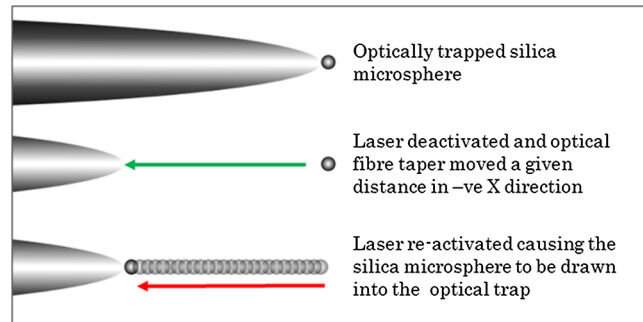 Optically trapped silica
microsphere
Laser deactivated and optical
fibre taper moved a given
distance in –ve X direction
Laser re-activated causing the
silica microsphere to be drawn
into the optical trap